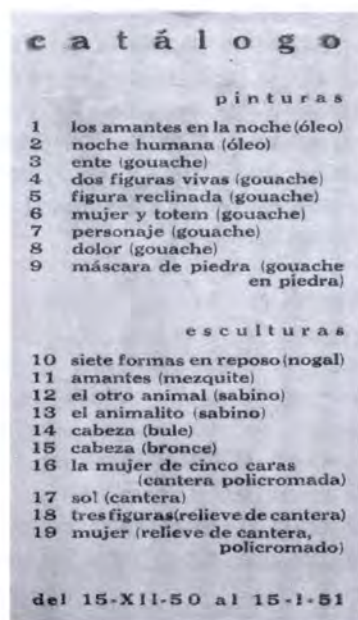 catálogo
pinturas
1 los amantes en la noche (óleo)
2 noche humana (óleo)
3 ente (gouache)
4 dos figuras vivas (gouache)
5 figura reclinada (gouache)
6 mujer y totem (gouache)
7 personaje (gouache)
8 dolor (gouache)
9 máscara de piedra (gouache
en piedra)
esculturas
10 siete formas en reposo (nogal)
11 amantes (mezquite)
12 el otro animal (sabino)
13 el animalito (sabino)
14 cabeza (bule)
15 cabeza (bronce)
16 la mujer de cinco caras
(cantera policromada)
17 sol (cantera)
18 tres figuras (relieve de cantera)
19 mujer (relieve de cantera,
policromado)
del 15-XII-50 al 15-I-51